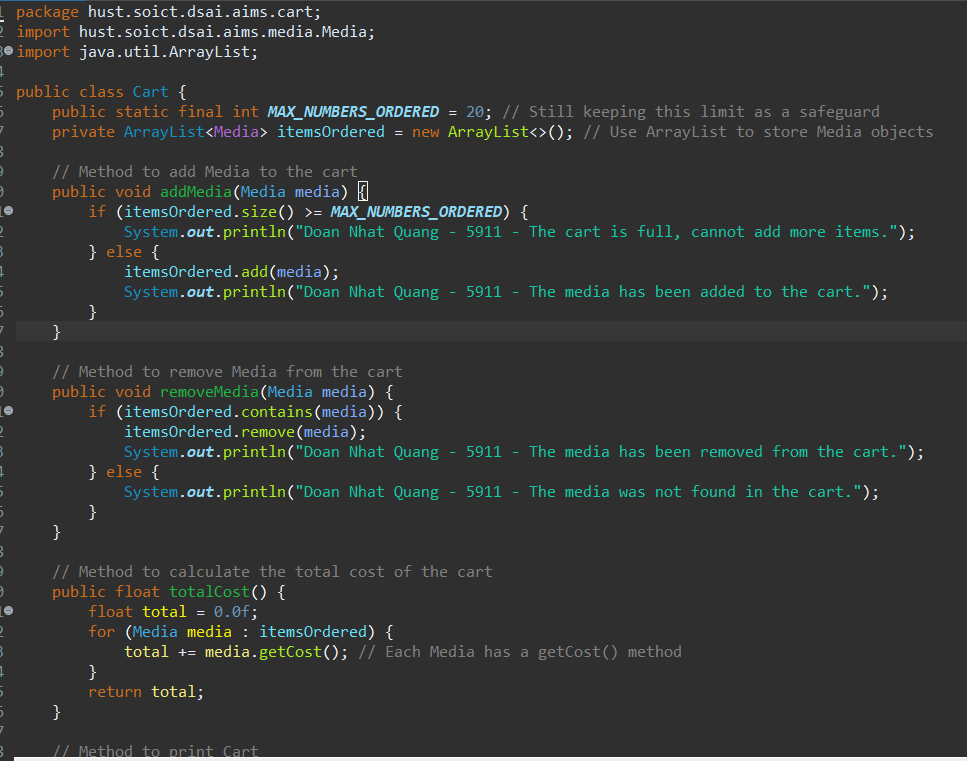 package hust.soict.dsai.aims.cart;
import hust.soict.dsai.aims.media.Media;
import java.util.ArrayList;
public class Cart {
    public static final int MAX_NUMBERS_ORDERED = 20; // Still keeping this limit as a safeguard
    private ArrayList<Media> itemsOrdered = new ArrayList<>(); // Use ArrayList to store Media objects
    // Method to add Media to the cart
    public void addMedia(Media media) {
        if (itemsOrdered.size() >= MAX_NUMBERS_ORDERED) {
            System.out.println("Doan Nhat Quang - 5911 - The cart is full, cannot add more items.");
        } else {
            itemsOrdered.add(media);
            System.out.println("Doan Nhat Quang - 5911 - The media has been added to the cart.");
        }
    }
    // Method to remove Media from the cart
    public void removeMedia(Media media) {
        if (itemsOrdered.contains(media)) {
            itemsOrdered.remove(media);
            System.out.println("Doan Nhat Quang - 5911 - The media has been removed from the cart.");
        } else {
            System.out.println("Doan Nhat Quang - 5911 - The media was not found in the cart.");
        }
    }
    // Method to calculate the total cost of the cart
    public float totalCost() {
        float total = 0.0f;
        for (Media media : itemsOrdered) {
            total += media.getCost(); // Each Media has a getCost() method
        }
        return total;
    }
    // Method to print Cart